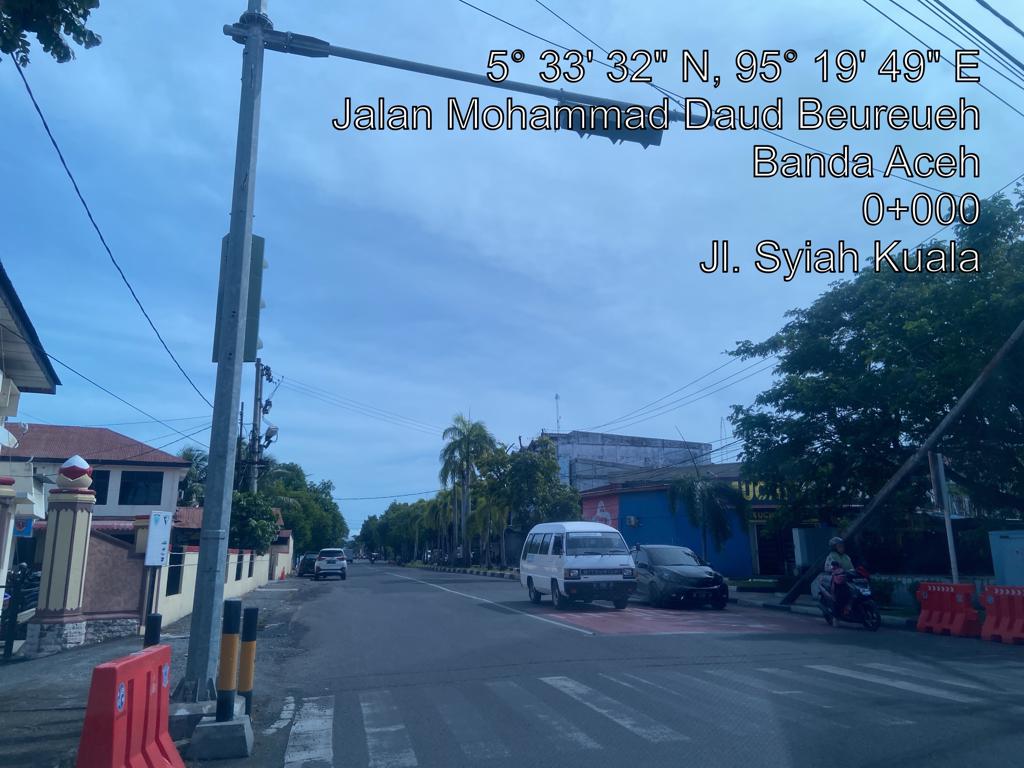 5° 33' 32" N, 95° 19' 49" E
Jalan Mohammad Daud Beureueh
Banda Aceh
0+000
Jl. Syiah Kuala